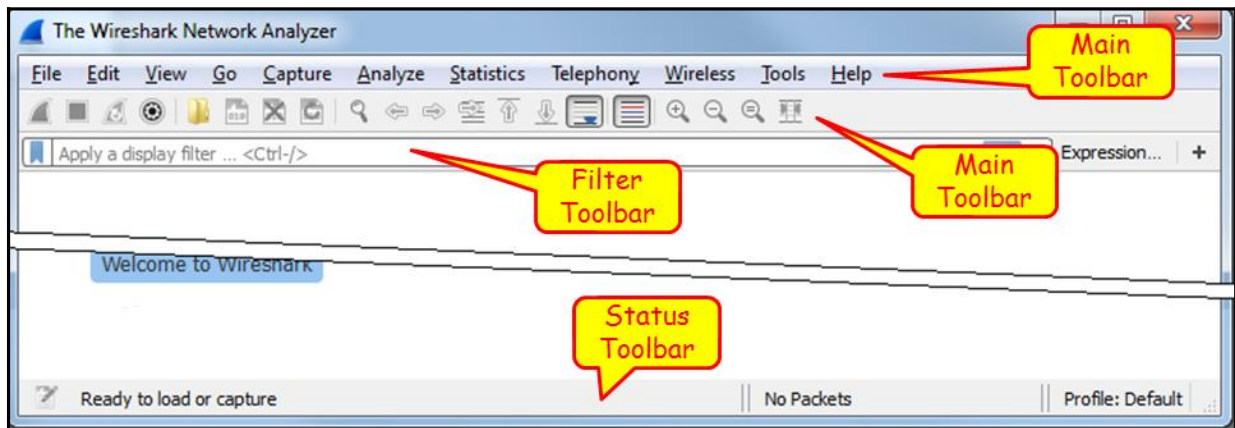 The Wireshark Network Analyzer
Main
Toolbar
File Edit View Go Capture Analyze Statistics Telephony Wireless Tools Help
Apply a display filter ... <Ctrl-/>
Expression... +
Filter
Toolbar
Main
Toolbar
Welcome to Wireshark
Status
Toolbar
Ready to load or capture
No Packets
Profile: Default